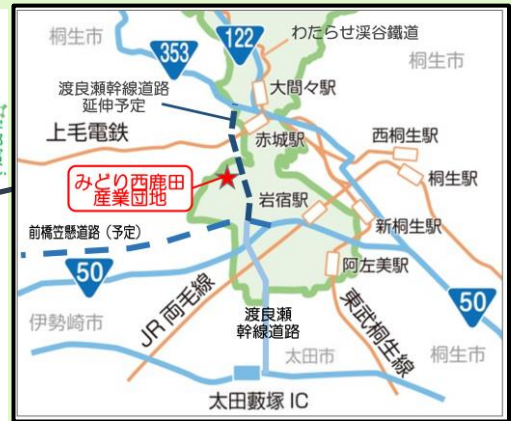 桐生市
122
わたらせ渓谷鐵道
353
桐生市
渡良瀬幹線道路
延伸予定
大間々駅
上毛電鉄
赤城駅
西桐生駅
桐生駅
みどり西鹿田
産業団地
岩宿駅
新桐生駅
前橋笠懸道路（予定）
50
阿左美駅
伊勢崎市
JR両毛線
渡良瀬
幹線道路
東武桐生線
50
太田市
桐生市
太田藪塚IC